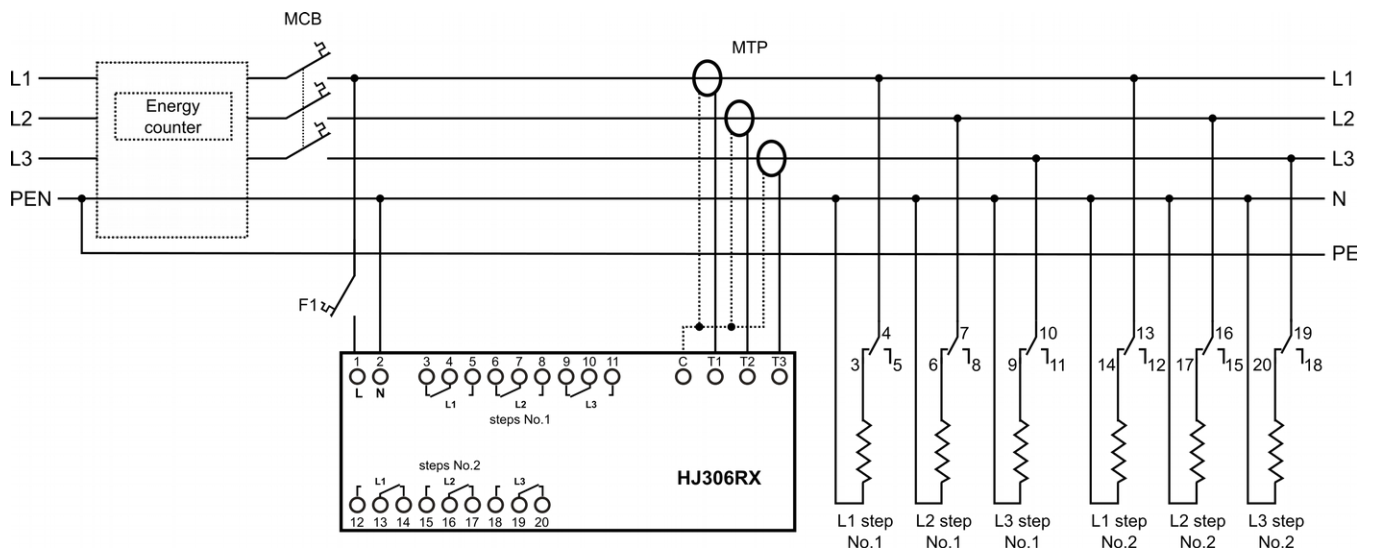 MCB
MTP
L1 L1
Energy
counter
L2 L2
L3 L3
PEN N
PE
F1
4 7 10 13 16 19
3 5 6 8 9 11 14 12 17 15 20 18
1 2 3 4 5 6 7 8 9 10 11 C T1 T2 T3
L N L1 L2 L3
steps No.1
steps No.2
HJ306RX
L1 L2 L3
12 13 14 15 16 17 18 19 20
L1 step L2 step L3 step L1 step L2 step L3 step
No.1 No.1 No.1 No.2 No.2 No.2